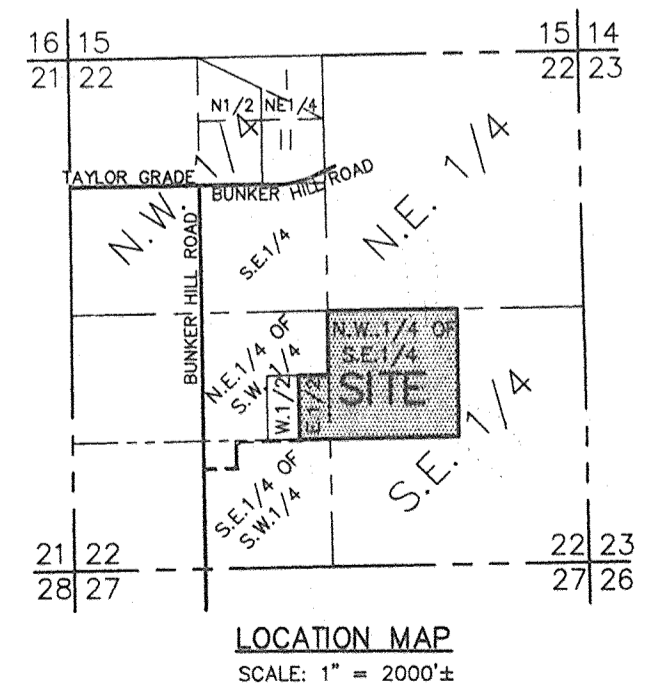 16 15
21 22
15 14
22 23
N1/2 NE1/4
II
TAYLOR GRADE
BUNKER HILL ROAD
N.W. 1/4
N.E. 1/4
BUNKER HILL ROAD
S.E.1/4
N.E.1/4 OF
S.W.1/4
N.W..1/4 OF
S.E.1/4
SITE
W.1/2
E.1/2
S.E. 1/4
S.E.1/4 OF
S.W.1/4
21 22
28 27
22 23
27 26
LOCATION MAP
SCALE: 1" = 2000'±